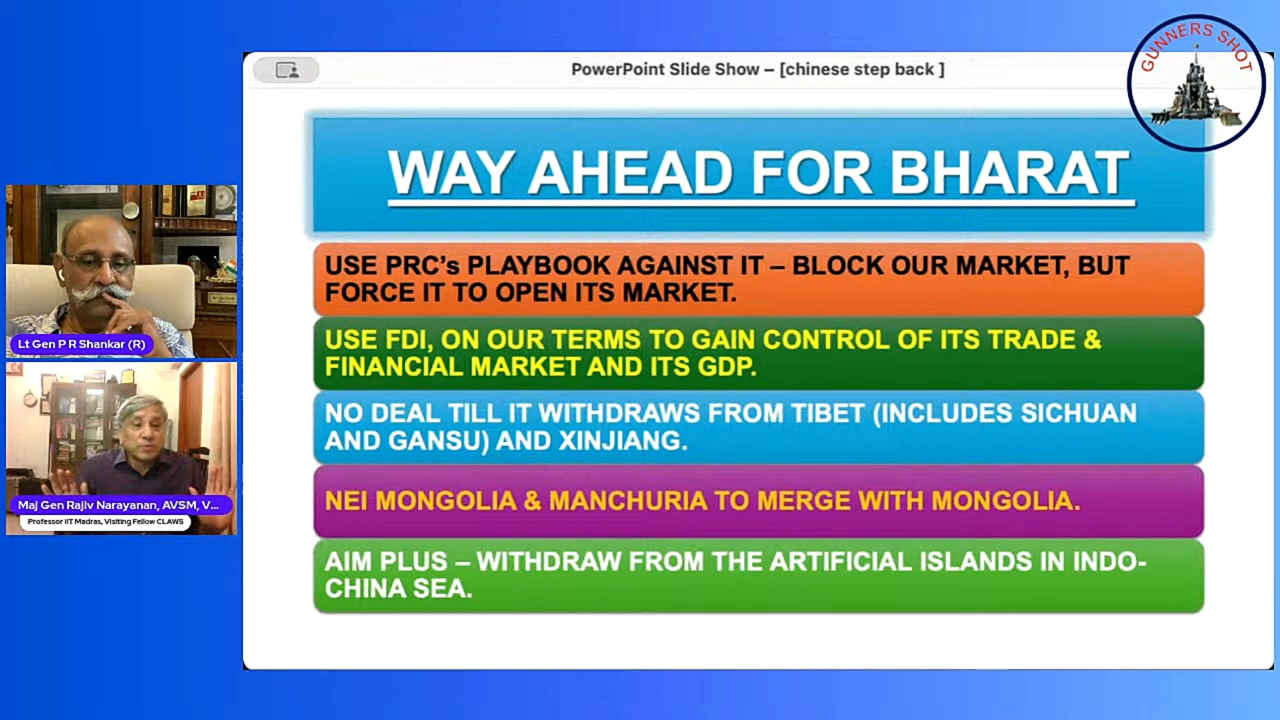 GUNNERS SHOT
PowerPoint Slide Show – [chinese step back ]
WAY AHEAD FOR BHARAT
USE PRC's PLAYBOOK AGAINST IT – BLOCK OUR MARKET, BUT
FORCE IT TO OPEN ITS MARKET.
USE FDI, ON OUR TERMS TO GAIN CONTROL OF ITS TRADE &
FINANCIAL MARKET AND ITS GDP.
NO DEAL TILL IT WITHDRAWS FROM TIBET (INCLUDES SICHUAN
AND GANSU) AND XINJIANG.
NEI MONGOLIA & MANCHURIA TO MERGE WITH MONGOLIA.
AIM PLUS – WITHDRAW FROM THE ARTIFICIAL ISLANDS IN INDO-
CHINA SEA.
Lt Gen P R Shankar (R)
Maj Gen Rajiv Narayanan, AVSM, V...
Professor IIT Madras, Visiting Fellow CLAWS